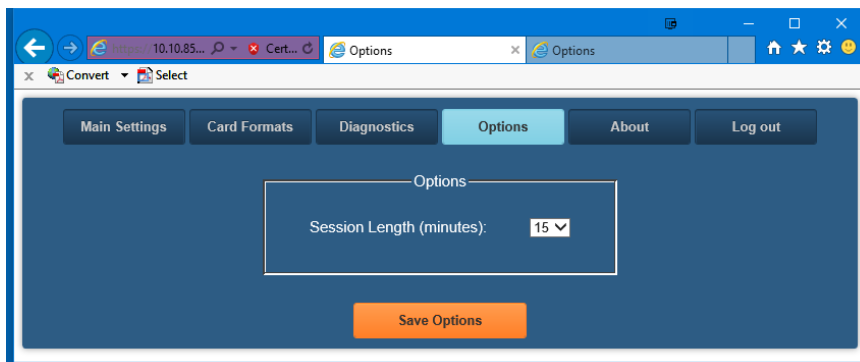 https://10.10.85... Cert... Options Options
Convert Select
Main Settings Card Formats Diagnostics Options About Log out
Options
Session Length (minutes): 15
Save Options